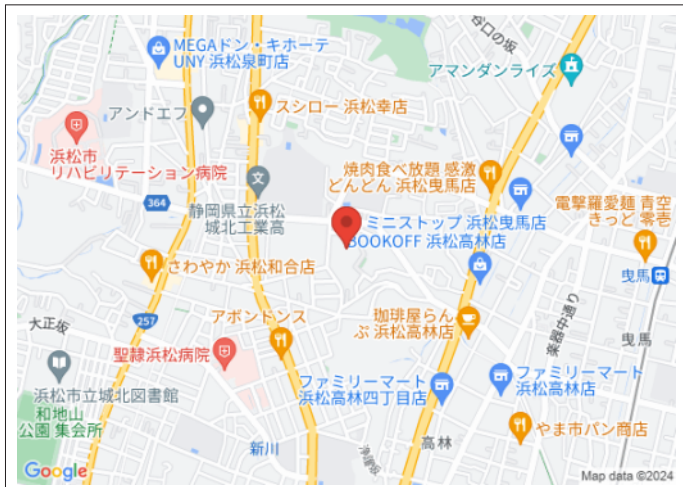 谷口の坂
MEGAドン・キホーテ
UNY 浜松泉町店
アマンダンライズ
アンドエフ
スシロー 浜松幸店
浜松市
リハビリテーション病院
焼肉食べ放題 感激
どんどん 浜松曳馬店
364
静岡県立浜松
城北工業高
電撃羅愛麺 青空
きっど 零壱
ミニストップ 浜松曳馬店
BOOKOFF 浜松高林店
さわやか 浜松和合店
曳馬
257
大正坂
アボンドンス
珈琲屋らん
ぷ 浜松高林店
楽器中通り
曳馬
聖隷浜松病院
浜松市立城北図書館
ファミリーマート
浜松高林四丁目店
ファミリーマート
浜松高林店
和地山
公園 集会所
新川
高林
やま市パン商店
Google
Map data ©2024